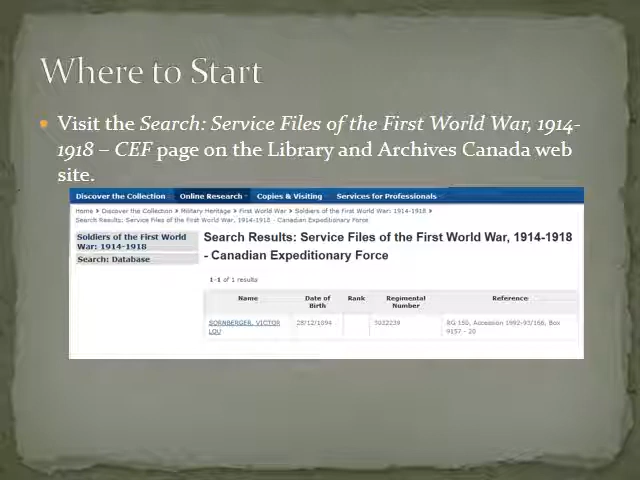 Where to Start
Visit the Search: Service Files of the First World War, 1914-
1918 – CEF page on the Library and Archives Canada web
site.
Discover the Collection Online Research Copies & Visiting Services for Professionals
Home > Discover the Collection > Military Heritage > First World War > Soldiers of the First World War: 1914-1918 >
Search Results: Service Files of the First World War, 1914-1918 - Canadian Expeditionary Force
Soldiers of the First World
War: 1914-1918
Search: Database
Search Results: Service Files of the First World War, 1914-1918
- Canadian Expeditionary Force
1-1 of 1 results
Name Date of Birth Rank Regimental Number Reference
SORNBERGER, VICTOR
LOU
28/12/1894
3032239
RG 150, Accession 1992-93/166, Box
9157 - 20